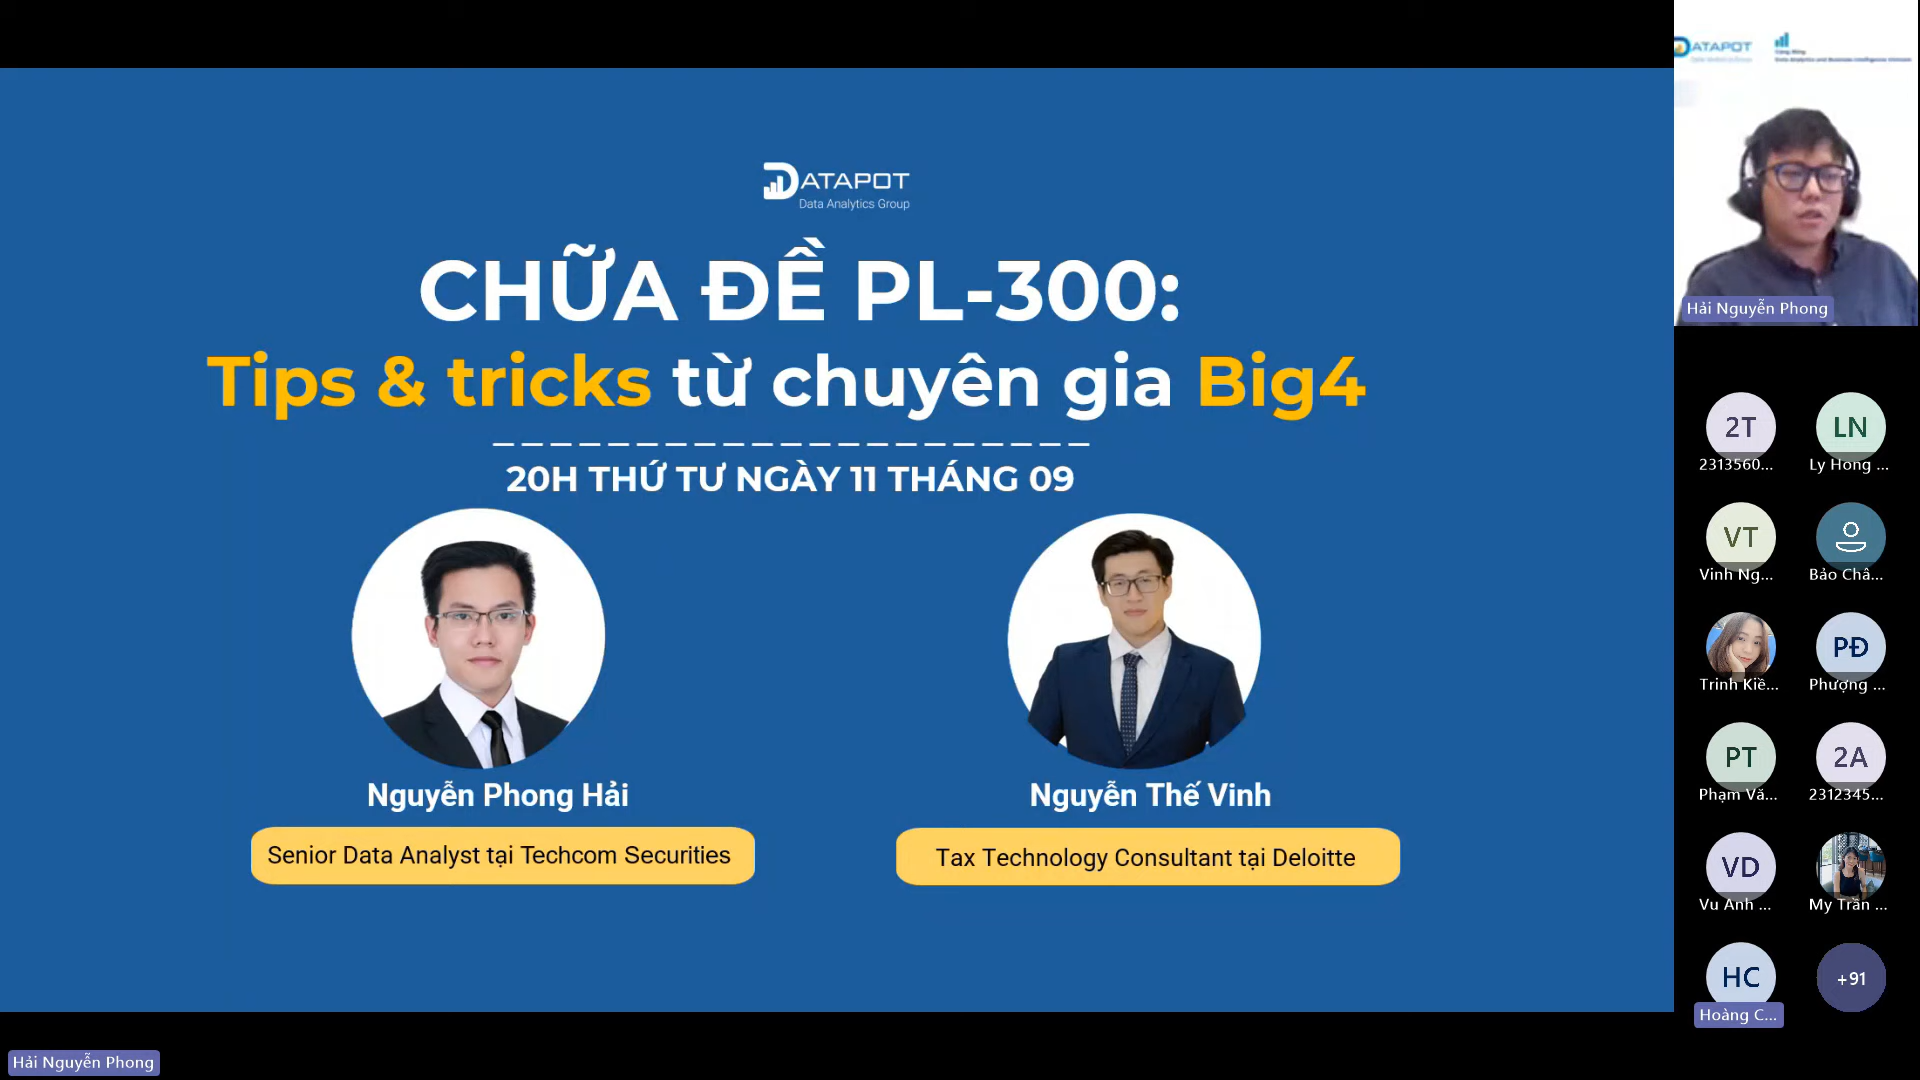 DATAPOT
Data Analytics Group
CHỮA ĐỀ PL-300:
Tips & tricks từ chuyên gia Big4
20H THỨ TƯ NGÀY 11 THÁNG 09
Nguyễn Phong Hải
Senior Data Analyst tại Techcom Securities
Nguyễn Thế Vinh
Tax Technology Consultant tại Deloitte
Hải Nguyễn Phong
DATAPOT
Hải Nguyễn Phong
2T
2313560...
LN
Ly Hong ...
VT
Vinh Ng...
Bảo Châ...
Trinh Kiề...
PĐ
Phượng ...
PT
Phạm Vă...
2A
2312345...
VD
Vu Anh ...
My Trần ...
HC
Hoàng C...
+91